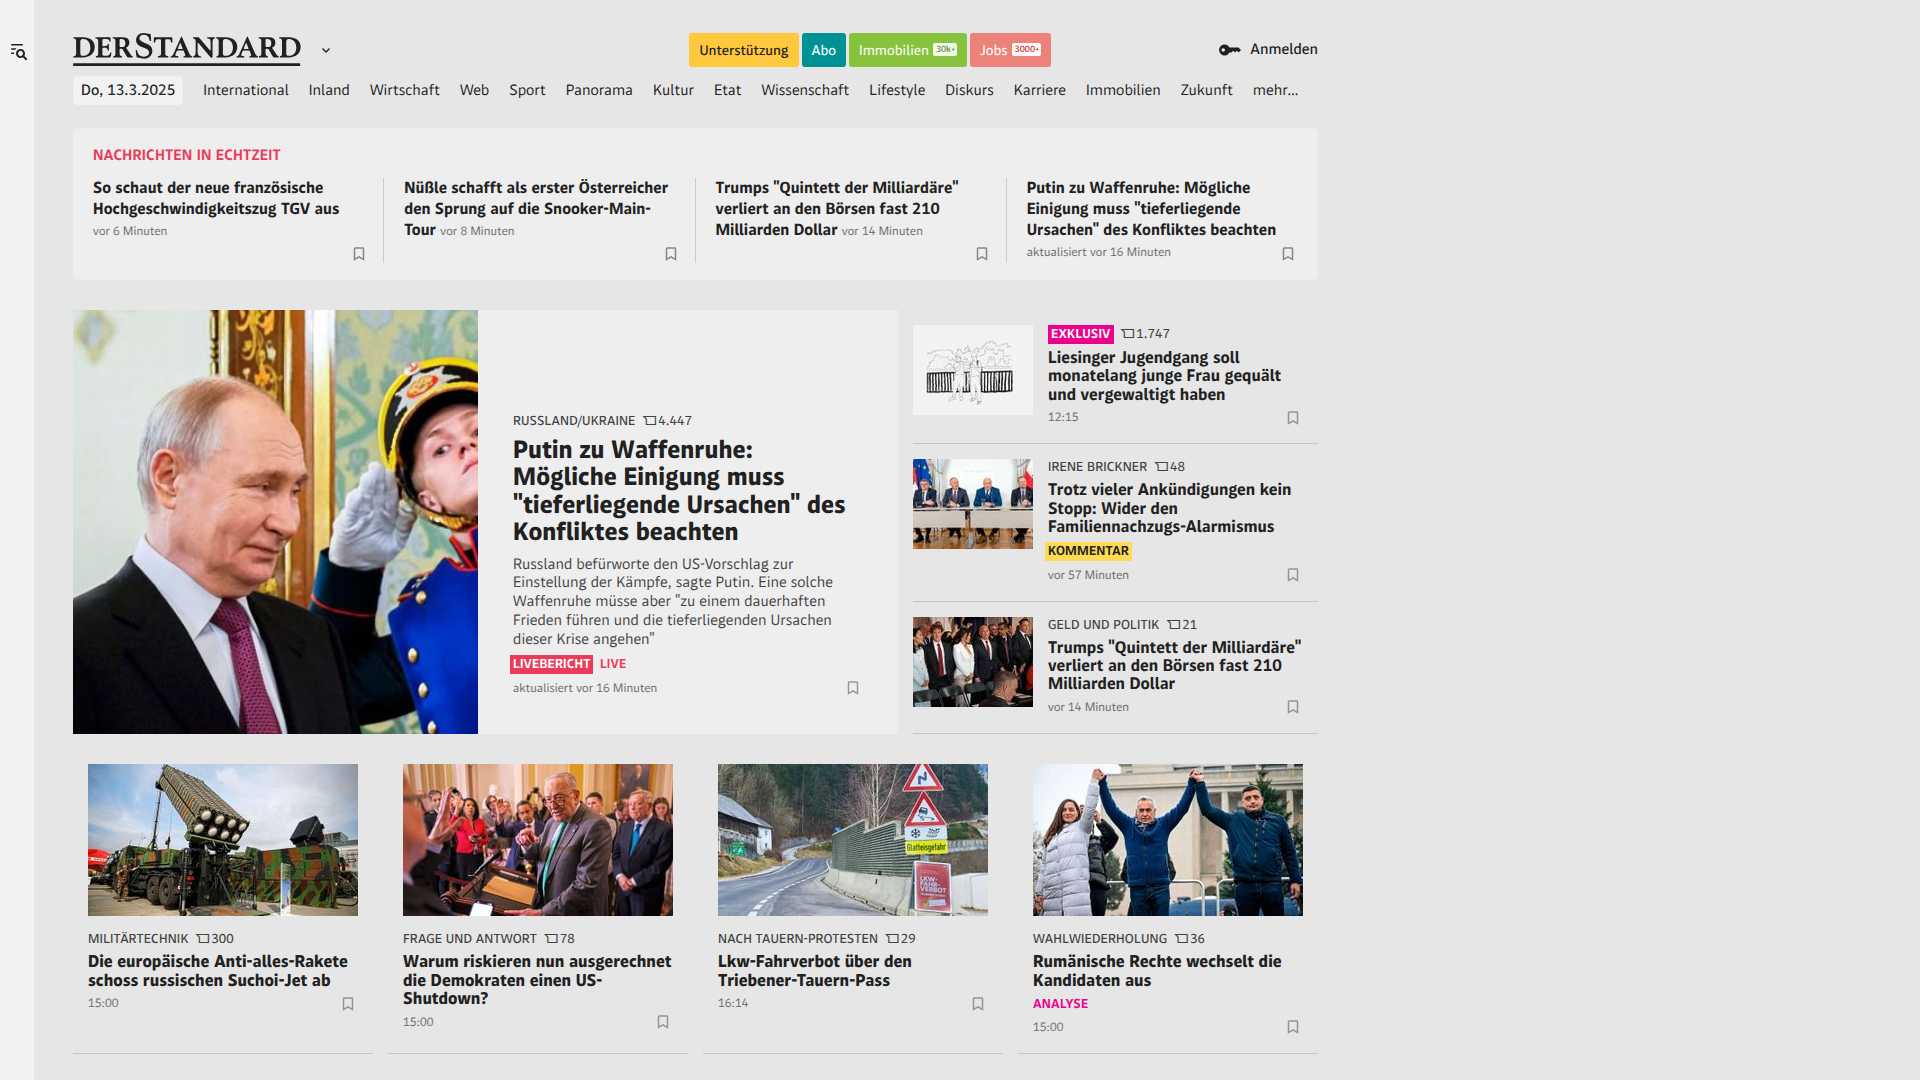 DERSTANDARD
Unterstützung
Abo
Immobilien 30k+
Jobs 3000+
Anmelden
Do, 13.3.2025
International
Inland
Wirtschaft
Web
Sport
Panorama
Kultur
Etat
Wissenschaft
Lifestyle
Diskurs
Karriere
Immobilien
Zukunft
mehr...
NACHRICHTEN IN ECHTZEIT
So schaut der neue französische
Hochgeschwindigkeitszug TGV aus
vor 6 Minuten
Nüßle schafft als erster Österreicher
den Sprung auf die Snooker-Main-
Tour vor 8 Minuten
Trumps "Quintett der Milliardäre"
verliert an den Börsen fast 210
Milliarden Dollar vor 14 Minuten
Putin zu Waffenruhe: Mögliche
Einigung muss "tieferliegende
Ursachen" des Konfliktes beachten
aktualisiert vor 16 Minuten
RUSSLAND/UKRAINE 4.447
Putin zu Waffenruhe:
Mögliche Einigung muss
"tieferliegende Ursachen" des
Konfliktes beachten
Russland befürworte den US-Vorschlag zur
Einstellung der Kämpfe, sagte Putin. Eine solche
Waffenruhe müsse aber "zu einem dauerhaften
Frieden führen und die tieferliegenden Ursachen
dieser Krise angehen"
LIVEBERICHT LIVE
aktualisiert vor 16 Minuten
EXKLUSIV 1.747
Liesinger Jugendgang soll
monatelang junge Frau gequält
und vergewaltigt haben
12:15
IRENE BRICKNER 48
Trotz vieler Ankündigungen kein
Stopp: Wider den
Familiennachzugs-Alarmismus
KOMMENTAR
vor 57 Minuten
GELD UND POLITIK 21
Trumps "Quintett der Milliardäre"
verliert an den Börsen fast 210
Milliarden Dollar
vor 14 Minuten
MILITÄRTECHNIK 300
Die europäische Anti-alles-Rakete
schoss russischen Suchoi-Jet ab
15:00
FRAGE UND ANTWORT 78
Warum riskieren nun ausgerechnet
die Demokraten einen US-
Shutdown?
15:00
Glatteisgefahr
LKW-
FAHR-
VERBOT
NACH TAUERN-PROTESTEN 29
Lkw-Fahrverbot über den
Triebener-Tauern-Pass
16:14
WAHLWIEDERHOLUNG 36
Rumänische Rechte wechselt die
Kandidaten aus
ANALYSE
15:00